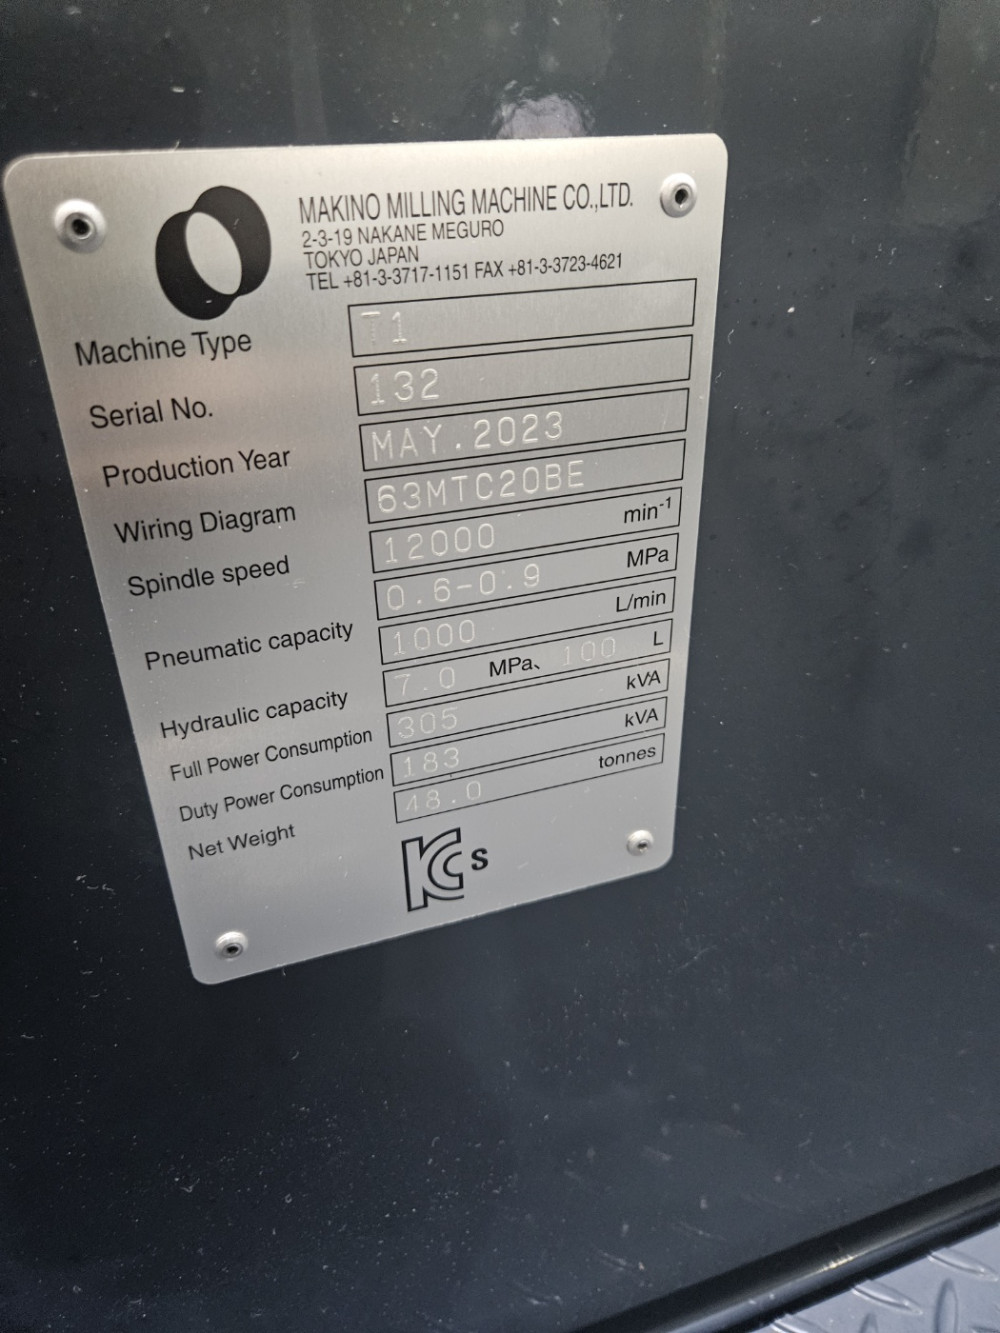 MAKINO MILLING MACHINE CO.,LTD.
2-3-19 NAKANE MEGURO
TOKYO JAPAN
TEL +81-3-3717-1151 FAX +81-3-3723-4621
Machine Type T1
Serial No. 132
Production Year MAY.2023
Wiring Diagram 63MTC20BE
Spindle speed 12000 min-1
Pneumatic capacity 0.6-0.9 MPa
1000 L/min
Hydraulic capacity 7.0 MPa、 100 L
Full Power Consumption 305 kVA
Duty Power Consumption 183 kVA
Net Weight 48.0 tonnes
KC s